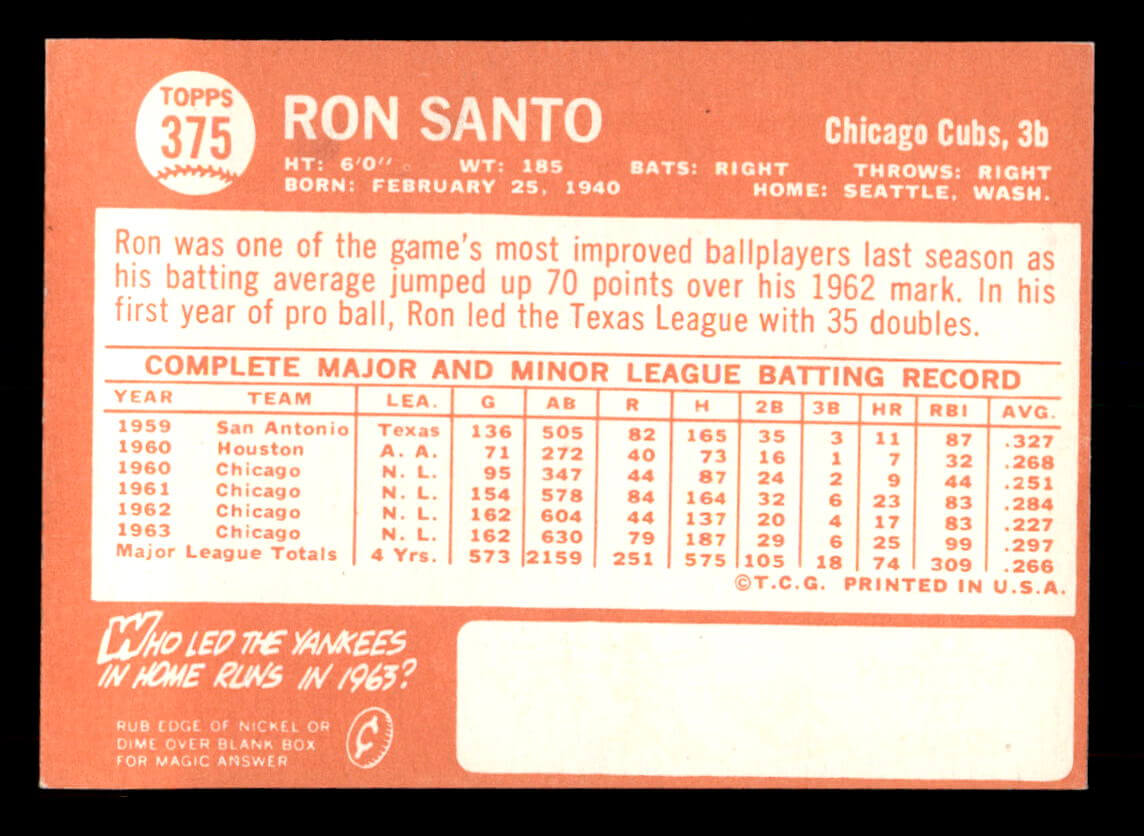 TOPPS
375
RON SANTO
Chicago Cubs, 3b
HT: 6'0" WT: 185 BATS: RIGHT THROWS: RIGHT
BORN: FEBRUARY 25, 1940 HOME: SEATTLE, WASH.
Ron was one of the game's most improved ballplayers last season as
his batting average jumped up 70 points over his 1962 mark. In his
first year of pro ball, Ron led the Texas League with 35 doubles.
COMPLETE MAJOR AND MINOR LEAGUE BATTING RECORD
YEAR TEAM LEA. G AB R H 2B 3B HR RBI AVG.
1959 San Antonio Texas 136 505 82 165 35 3 11 87 .327
1960 Houston A. A. 71 272 40 73 16 1 7 32 .268
1960 Chicago N. L. 95 347 44 87 24 2 9 44 .251
1961 Chicago N. L. 154 578 84 164 32 6 23 83 .284
1962 Chicago N. L. 162 604 44 137 20 4 17 83 .227
1963 Chicago N. L. 162 630 79 187 29 6 25 99 .297
Major League Totals 4 Yrs. 573 2159 251 575 105 18 74 309 .266
©T.C.G. PRINTED IN U.S.A.
WHO LED THE YANKEES
IN HOME RUNS IN 1963?
RUB EDGE OF NICKEL OR
DIME OVER BLANK BOX
FOR MAGIC ANSWER
¢